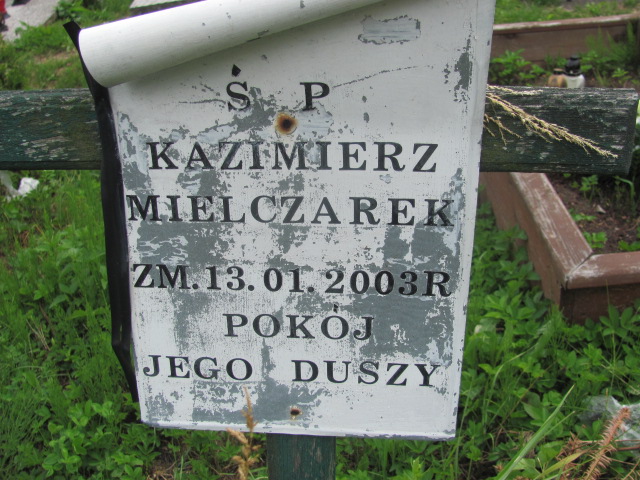 Ś P
KAZIMIERZ
MIELCZAREK
ZM. 13.01.2003R
POKÓJ
JEGO DUSZY